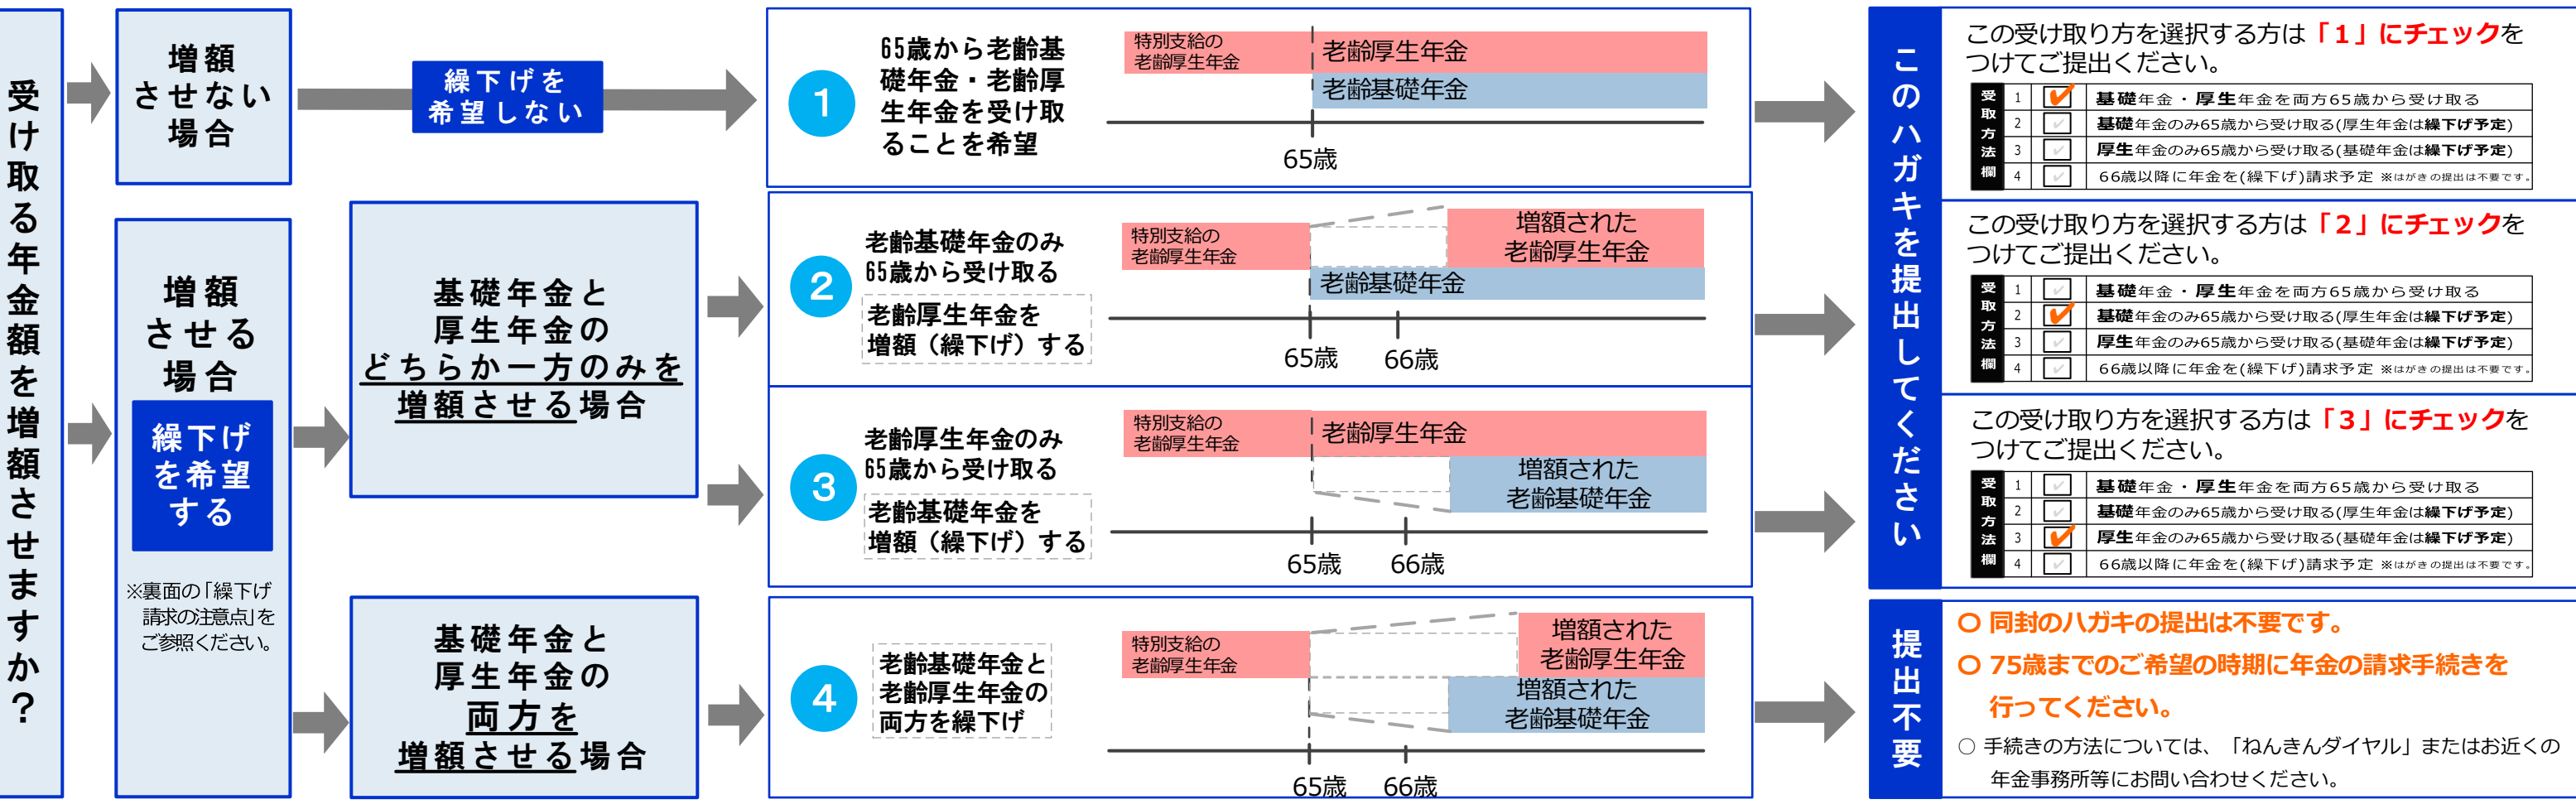 受け取る年金額を増額させますか?
増額
させない
場合
繰下げを
希望しない
1
65歳から老齢基
礎年金・老齢厚
生年金を受け取
ることを希望
特別支給の
老齢厚生年金
老齢厚生年金
老齢基礎年金
65歳
このハガキを提出してください
この受け取り方を選択する方は「1」にチェックを
つけてご提出ください。
受取方法欄
1 基礎年金・厚生年金を両方65歳から受け取る
2 基礎年金のみ65歳から受け取る(厚生年金は繰下げ予定)
3 厚生年金のみ65歳から受け取る(基礎年金は繰下げ予定)
4 66歳以降に年金を(繰下げ)請求予定 ※はがきの提出は不要です。
増額
させる
場合
繰下げ
を希望
する
※裏面の「繰下げ
請求の注意点」を
ご参照ください。
基礎年金と
厚生年金の
どちらか一方のみを
増額させる場合
2
老齢基礎年金のみ
65歳から受け取る
老齢厚生年金を
増額(繰下げ)する
特別支給の
老齢厚生年金
増額された
老齢厚生年金
老齢基礎年金
65歳
66歳
この受け取り方を選択する方は「2」にチェックを
つけてご提出ください。
受取方法欄
1 基礎年金・厚生年金を両方65歳から受け取る
2 基礎年金のみ65歳から受け取る(厚生年金は繰下げ予定)
3 厚生年金のみ65歳から受け取る(基礎年金は繰下げ予定)
4 66歳以降に年金を(繰下げ)請求予定 ※はがきの提出は不要です。
3
老齢厚生年金のみ
65歳から受け取る
老齢基礎年金を
増額(繰下げ)する
特別支給の
老齢厚生年金
老齢厚生年金
増額された
老齢基礎年金
65歳
66歳
この受け取り方を選択する方は「3」にチェックを
つけてご提出ください。
受取方法欄
1 基礎年金・厚生年金を両方65歳から受け取る
2 基礎年金のみ65歳から受け取る(厚生年金は繰下げ予定)
3 厚生年金のみ65歳から受け取る(基礎年金は繰下げ予定)
4 66歳以降に年金を(繰下げ)請求予定 ※はがきの提出は不要です。
基礎年金と
厚生年金の
両方を
増額させる場合
4
老齢基礎年金と
老齢厚生年金の
両方を繰下げ
特別支給の
老齢厚生年金
増額された
老齢厚生年金
増額された
老齢基礎年金
65歳
66歳
提出不要
○ 同封のハガキの提出は不要です。
○ 75歳までのご希望の時期に年金の請求手続きを
行ってください。
○ 手続きの方法については、「ねんきんダイヤル」またはお近くの
年金事務所等にお問い合わせください。